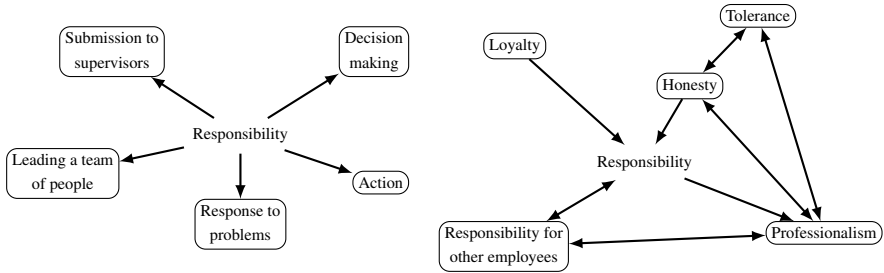 Submission to
supervisors
Decision
making
Responsibility
Leading a team
of people
Action
Response to
problems
Tolerance
Loyalty
Honesty
Responsibility
Responsibility for
other employees
Professionalism